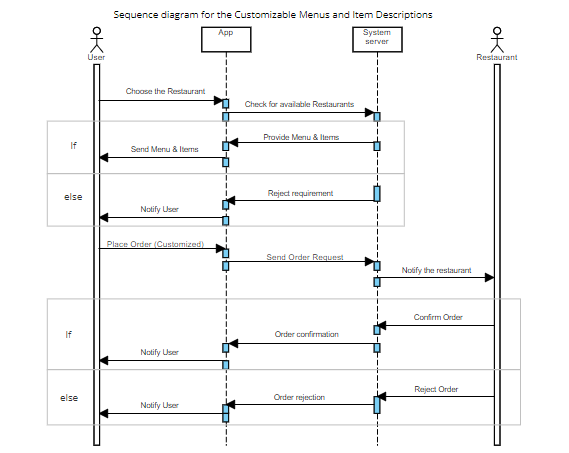 Sequence diagram for the Customizable Menus and Item Descriptions
User
App
System
server
Restaurant
Choose the Restaurant
Check for available Restaurants
If
Provide Menu & Items
Send Menu & Items
else
Reject requirement
Notify User
Place Order (Customized)
Send Order Request
Notify the restaurant
If
Confirm Order
Order confirmation
Notify User
else
Reject Order
Order rejection
Notify User